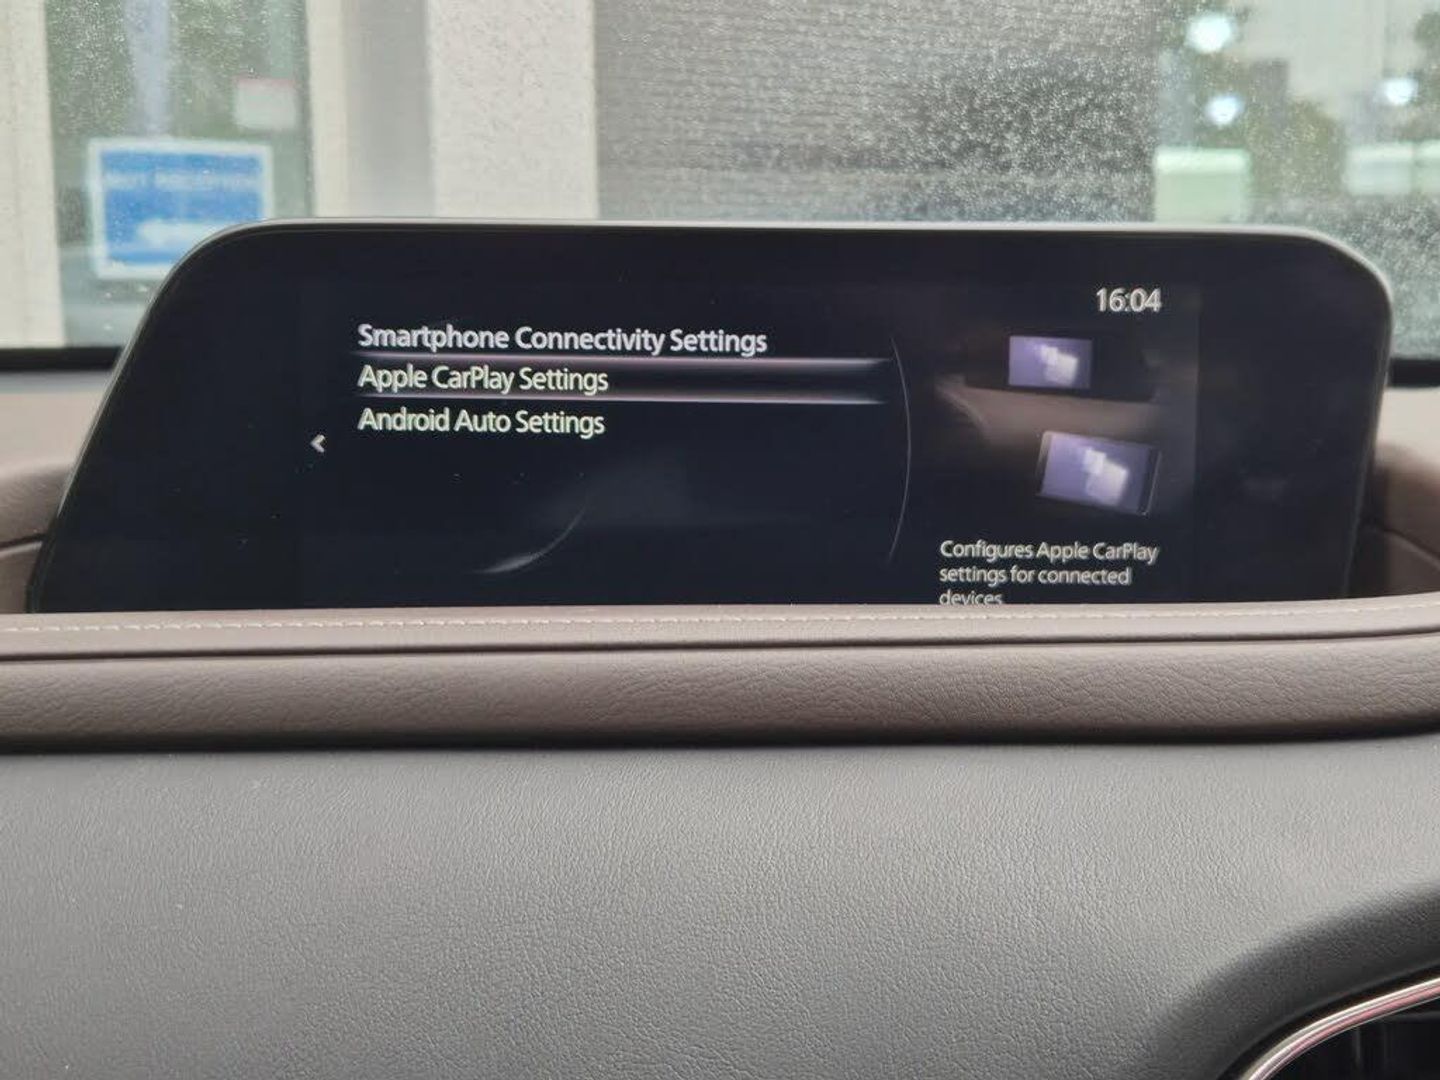 16:04
Smartphone Connectivity Settings
Apple CarPlay Settings
Android Auto Settings
Configures Apple CarPlay
settings for connected
devices